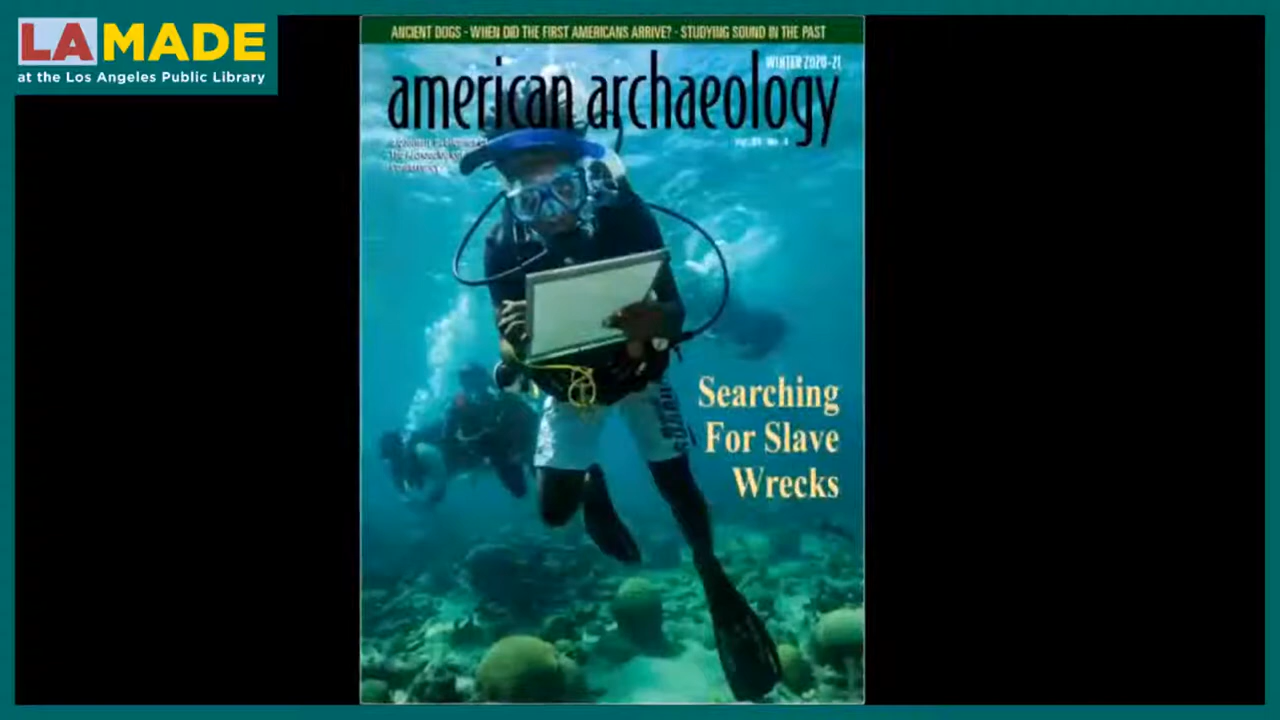 LA MADE
at the Los Angeles Public Library
ANCIENT DOGS - WHEN DID THE FIRST AMERICANS ARRIVE? - STUDYING SOUND IN THE PAST
WINTER 2020-21
american archaeology
Searching
For Slave
Wrecks